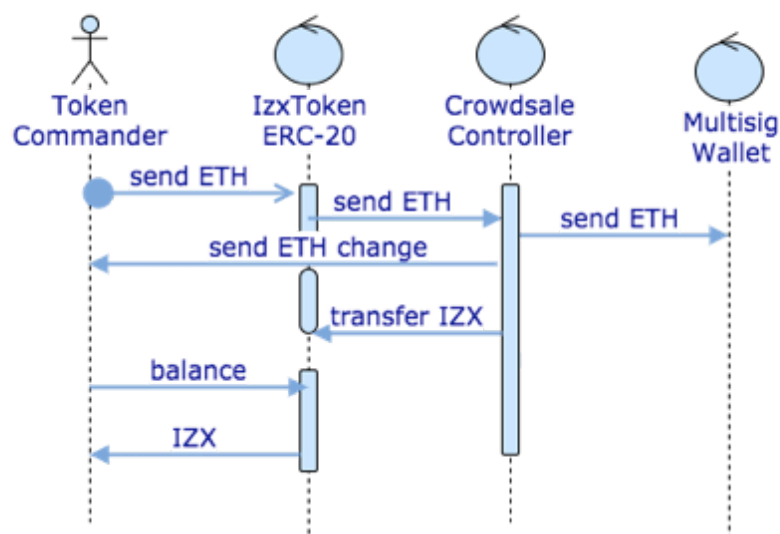 Token
Commander
IzxToken
ERC-20
Crowdsale
Controller
Multisig
Wallet
send ETH
send ETH
send ETH
send ETH change
transfer IZX
balance
IZX